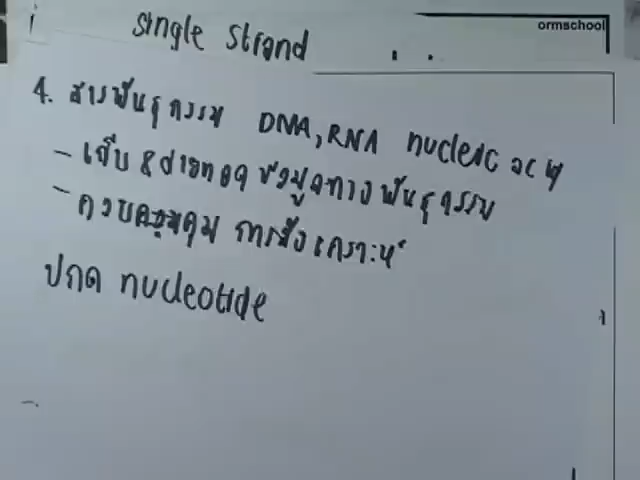 ormschool
single strand
4. สารพันธุกรรม DNA, RNA nucleic acid
- เก็บ & ถ่ายทอด ข้อมูลทางพันธุกรรม
- ควบคุม การสังเคราะห์
nucleotide